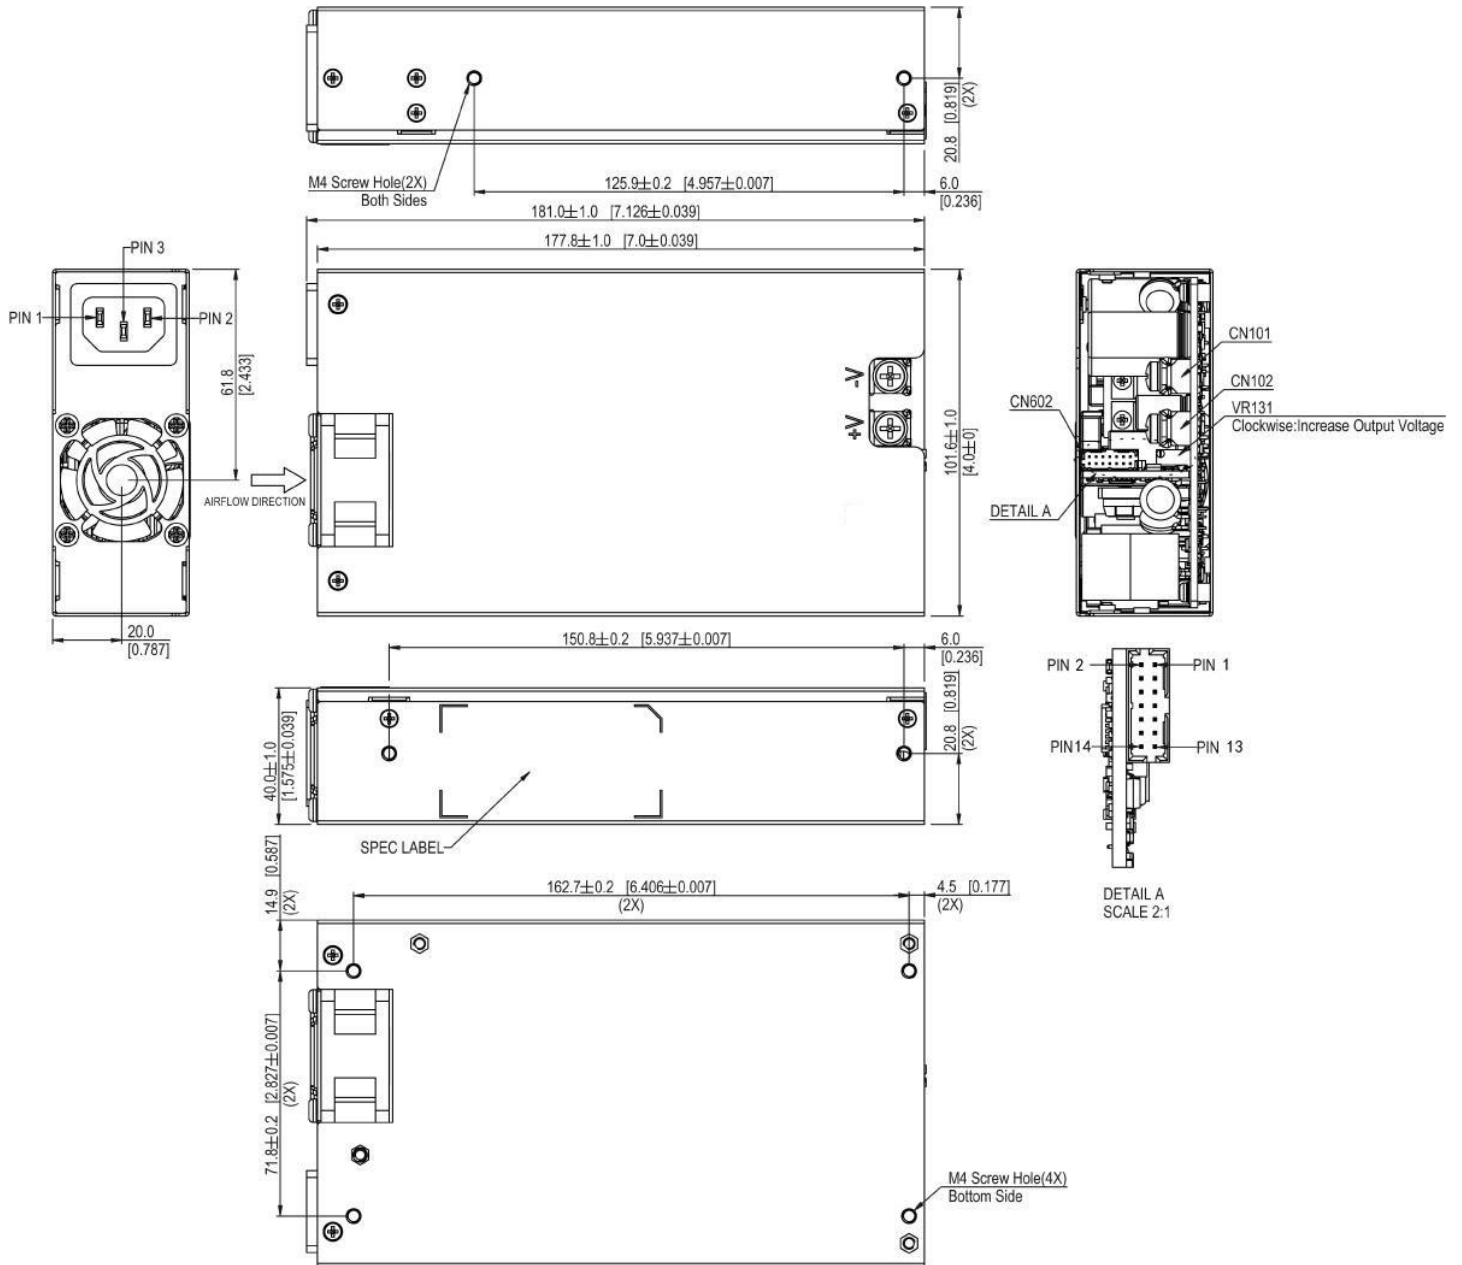 20.8 [0.819]
(2X)
M4 Screw Hole(2X)
Both Sides
125.9±0.2 [4.957±0.007]
6.0
[0.236]
181.0±1.0 [7.126±0.039]
177.8±1.0 [7.0±0.039]
PIN 3
PIN 1
PIN 2
61.8
[2.433]
AIRFLOW DIRECTION
20.0
[0.787]
-V
+V
101.6±1.0
[4.0±0]
CN101
CN102
CN602
VR131
Clockwise:Increase Output Voltage
DETAIL A
150.8±0.2 [5.937±0.007]
6.0
[0.236]
40.0±1.0
[1.575±0.039]
20.8 [0.819]
(2X)
SPEC LABEL
PIN 2
PIN 1
PIN14
PIN 13
DETAIL A
SCALE 2:1
14.9 [0.587]
(2X)
162.7±0.2 [6.406±0.007]
(2X)
4.5 [0.177]
(2X)
71.8±0.2 [2.827±0.007]
(2X)
M4 Screw Hole(4X)
Bottom Side